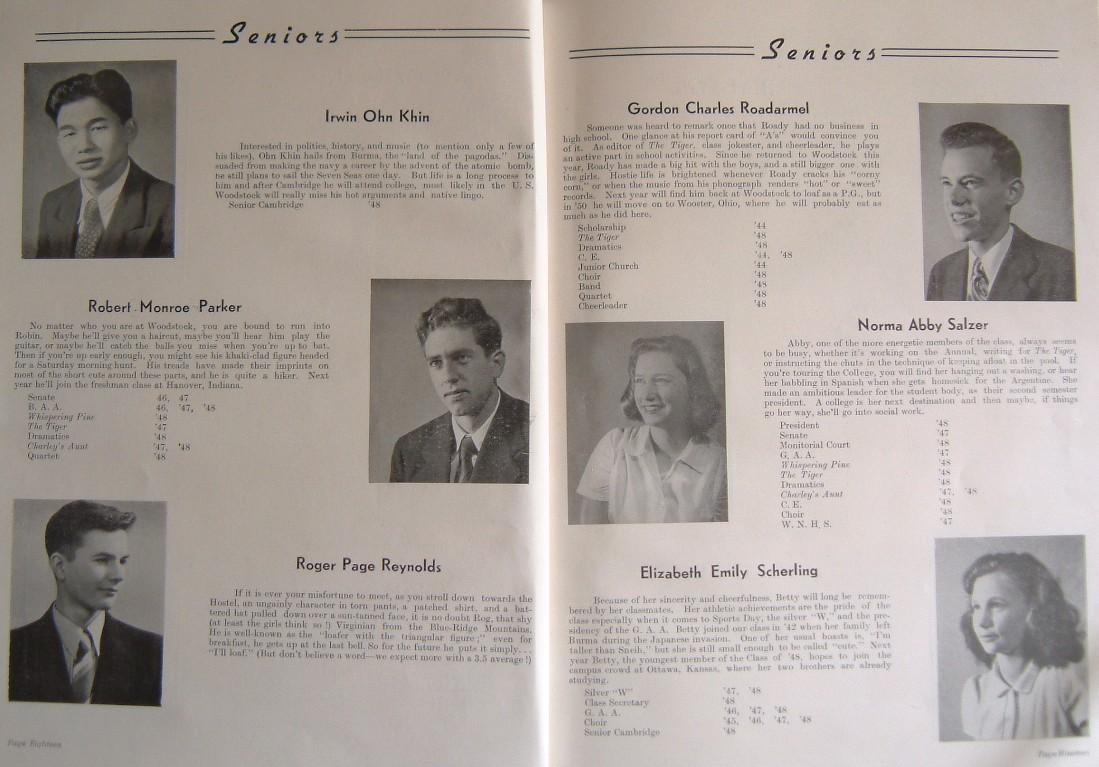 Seniors
Irwin Ohn Khin
Interested in politics, history, and music (to mention only a few of
his likes), Ohn Khin hails from Burma, the "land of the pagodas." Dis-
suaded from making the navy a career by the advent of the atomic bomb,
he still plans to sail the Seven Seas one day. But life is a long process to
him and after Cambridge he will attend college, most likely in the U. S.
Woodstock will really miss his hot arguments and native lingo.
Senior Cambridge '48
Robert Monroe Parker
No matter who you are at Woodstock, you are bound to run into
Robin. Maybe he'll give you a haircut, maybe you'll hear him play the
guitar, or maybe he'll catch the balls you miss when you're up to bat.
Then if you're up early enough, you might see his khaki-clad figure headed
for a Saturday morning hunt. His treads have made their imprints on
most of the short cuts around these parts, and he is quite a hiker. Next
year he'll join the freshman class at Hanover, Indiana.
Senate 46, 47
B. A. A. 46, '47, '48
Whispering Pine '48
The Tiger '47
Dramatics '48
Charley's Aunt '47, '48
Quartet '48
Roger Page Reynolds
If it is ever your misfortune to meet, as you stroll down towards the
Hostel, an ungainly character in torn pants, a patched shirt, and a bat-
tered hat pulled down over a sun-tanned face, it is no doubt Rog, that shy
(at least the girls think so !) Virginian from the Blue-Ridge Mountains.
He is well-known as the "loafer with the triangular figure ;" even for
breakfast, he gets up at the last bell. So for the future he puts it simply...
"I'll loaf." (But don't believe a word—we expect more with a 3.5 average !)
Page Eighteen
Seniors
Gordon Charles Roadarmel
Someone was heard to remark once that Roady had no business in
high school. One glance at his report card of "A's" would convince you
of it. As editor of The Tiger, class jokester, and cheerleader, he plays
an active part in school activities. Since he returned to Woodstock this
year, Roady has made a big hit with the boys, and a still bigger one with
the girls. Hostle life is brightened whenever Roady cracks his "corny
corn," or when the music from his phonograph renders "hot" or "sweet"
records. Next year will find him back at Woodstock to loaf as a P.G., but
in '50 he will move on to Wooster, Ohio, where he will probably eat as
much as he did here.
Scholarship '44
The Tiger '48
Dramatics '48
C. E. '44, '48
Junior Church '44
Choir '48
Band '48
Quartet '48
Cheerleader '48
Norma Abby Salzer
Abby, one of the more energetic members of the class, always seems
to be busy, whether it's working on the Annual, writing for The Tiger,
or instructing the chuts in the technique of keeping afloat in the pool. If
you're touring the College, you will find her hanging out a washing, or hear
her babbling in Spanish when she gets homesick for the Argentine. She
made an ambitious leader for the student body, as their second semester
president. A college is her next destination and then maybe, if things
go her way, she'll go into social work.
President '48
Senate '47
Monitorial Court '48
G. A. A. '47
Whispering Pine '48
The Tiger '48
Dramatics '48
Charley's Aunt '47, '48
C. E. '48
Choir '48
W. N. H. S. '47
Elizabeth Emily Scherling
Because of her sincerity and cheerfulness, Betty will long be remem-
bered by her classmates. Her athletic achievements are the pride of the
class especially when it comes to Sports Day, the silver "W," and the pre-
sidency of the G. A. A. Betty joined our class in '42 when her family left
Burma during the Japanese invasion. One of her usual boasts is, "I'm
taller than Sneih," but she is still small enough to be called "cute." Next
year Betty, the youngest member of the Class of '48, hopes to join the
campus crowd at Ottawa, Kansas, where her two brothers are already
studying.
Silver "W" '47, '48
Class Secretary '48
G. A. A. '46, '47, '48
Choir '45, '46, '47, '48
Senior Cambridge '48
Page Nineteen